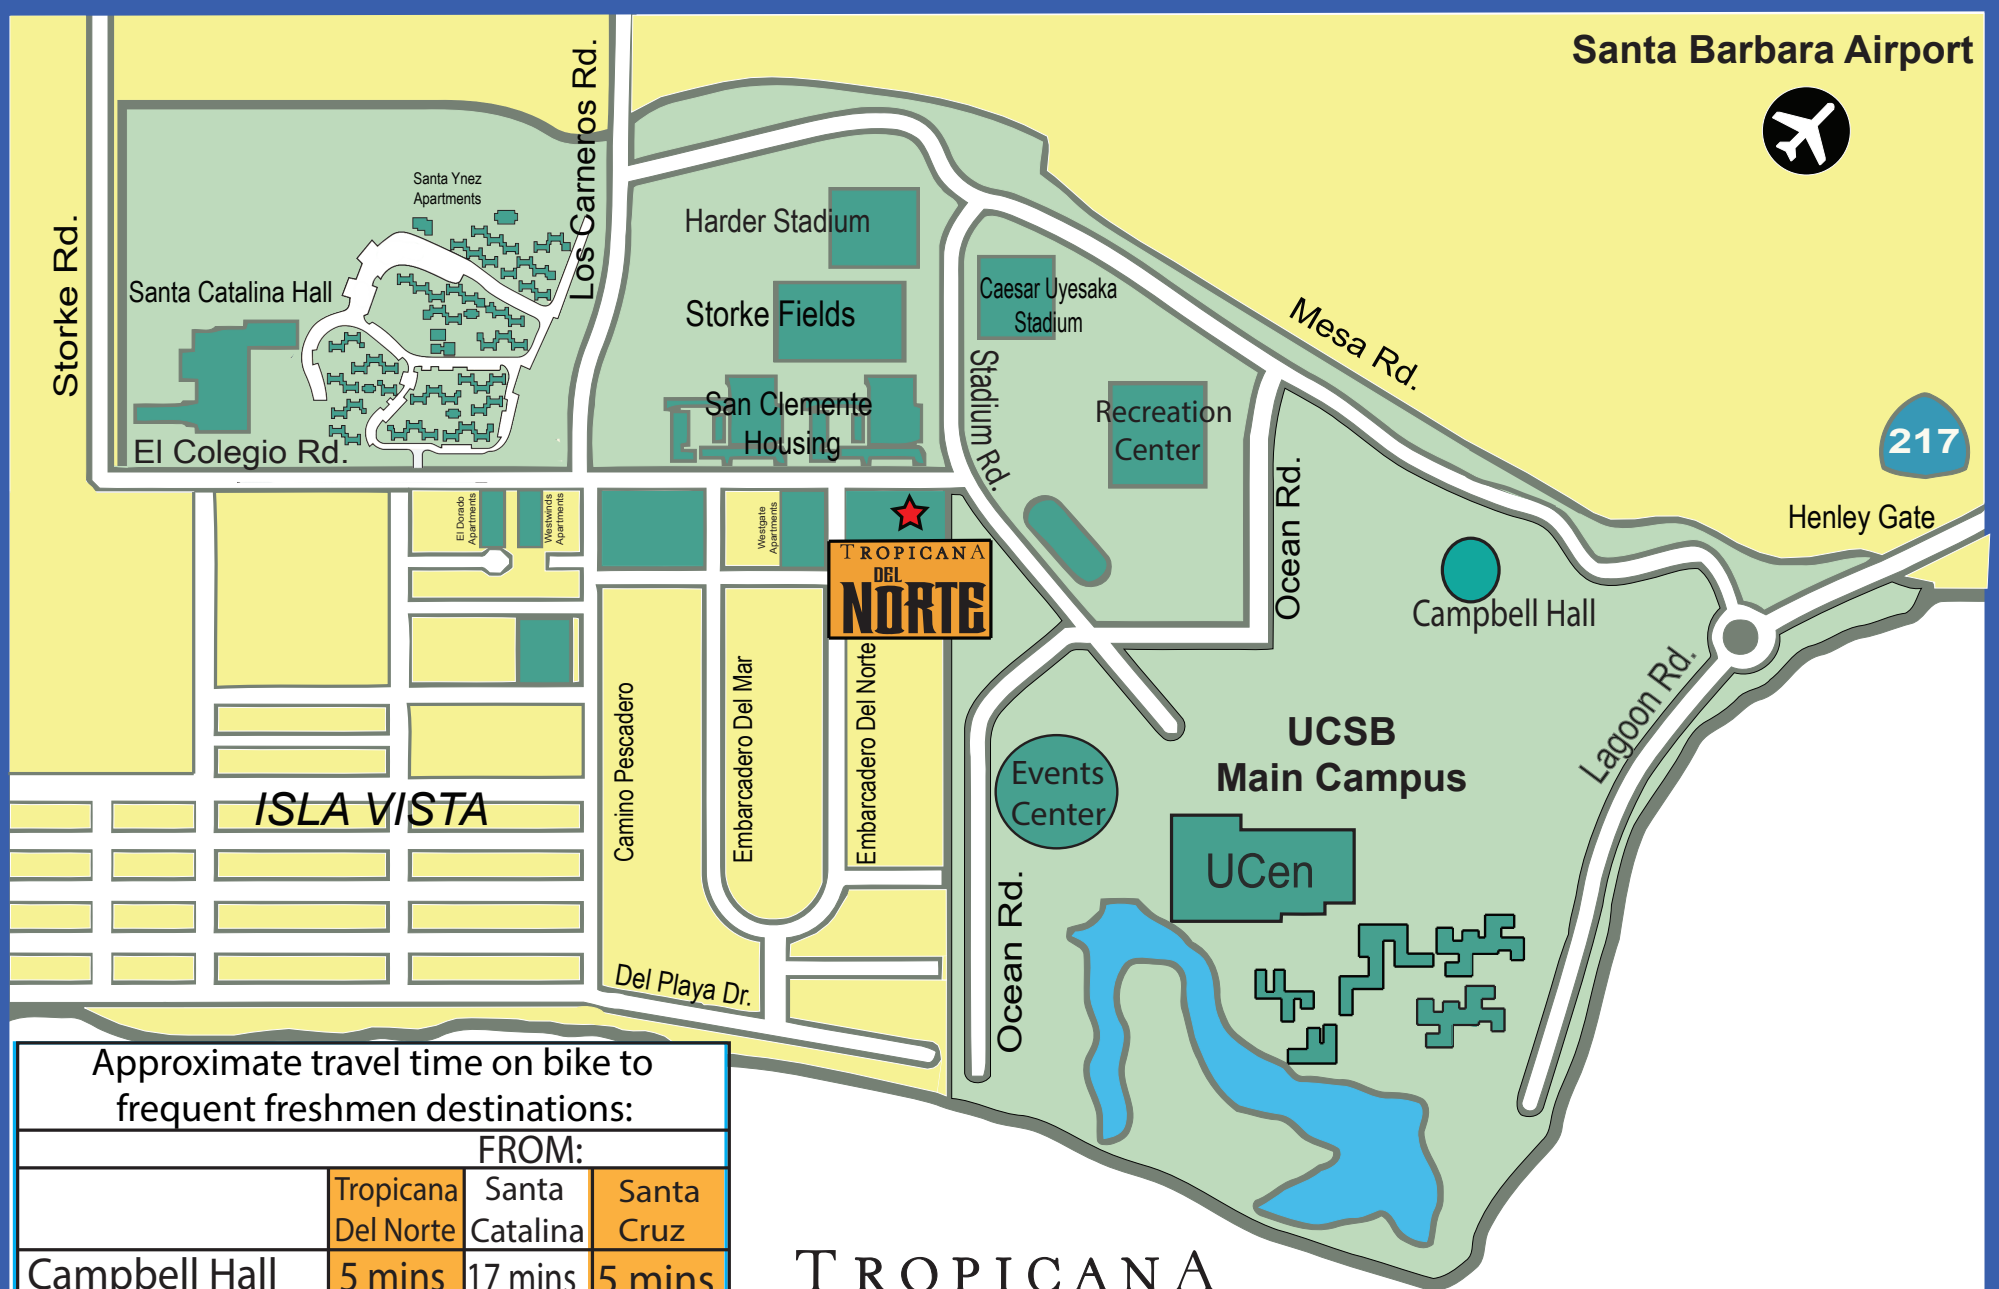 Santa Barbara Airport
Storke Rd.
Los Carneros Rd.
Santa Ynez
Apartments
Santa Catalina Hall
El Colegio Rd.
Harder Stadium
Storke Fields
San Clemente
Housing
Caesar Uyesaka
Stadium
Stadium Rd.
Recreation
Center
Mesa Rd.
Ocean Rd.
217
Henley Gate
Campbell Hall
El Dorado
Apartments
Westwinds
Apartments
Westgate
Apartments
TROPICANA
DEL
NORTE
Camino Pescadero
Embarcadero Del Mar
Embarcadero Del Norte
ISLA VISTA
Del Playa Dr.
Events
Center
Ocean Rd.
UCSB
Main Campus
UCen
Lagoon Rd.
Approximate travel time on bike to
frequent freshmen destinations:
FROM:
Tropicana Santa Santa
Del Norte Catalina Cruz
Campbell Hall 5 mins 17 mins 5 mins
TROPICANA